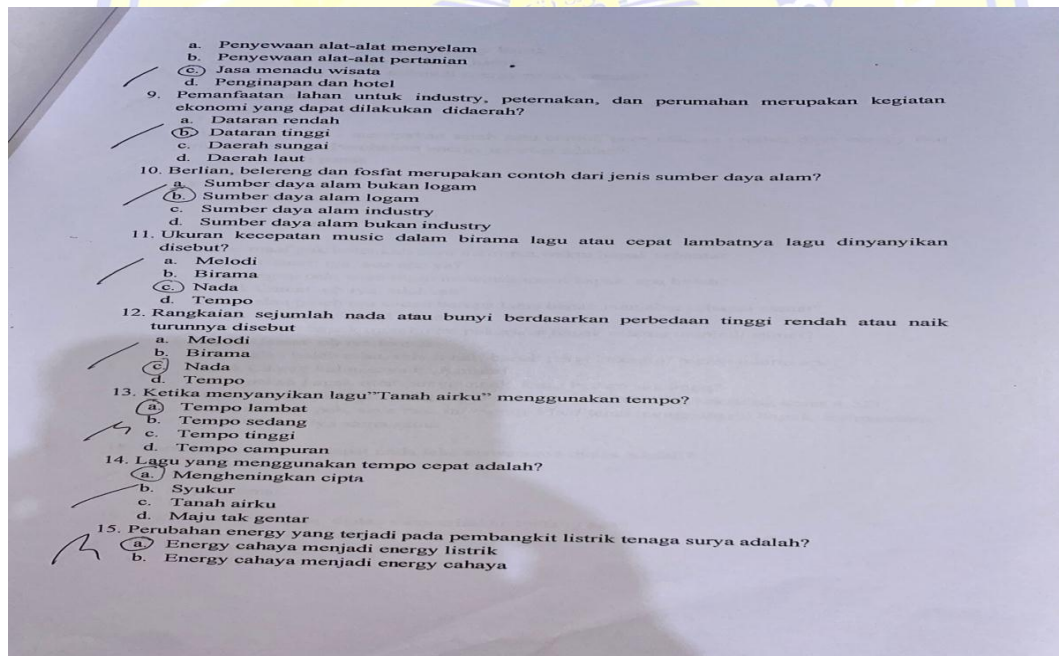 a. Penyewaan alat-alat menyelam
b. Penyewaan alat-alat pertanian
c. Jasa menadu wisata
d. Penginapan dan hotel
9. Pemanfaatan lahan untuk industry, peternakan, dan perumahan merupakan kegiatan
ekonomi yang dapat dilakukan didaerah?
a. Dataran rendah
b. Dataran tinggi
c. Daerah sungai
d. Daerah laut
10. Berlian, belereng dan fosfat merupakan contoh dari jenis sumber daya alam?
a. Sumber daya alam bukan logam
b. Sumber daya alam logam
c. Sumber daya alam industry
d. Sumber daya alam bukan industry
11. Ukuran kecepatan music dalam birama lagu atau cepat lambatnya lagu dinyanyikan
disebut?
a. Melodi
b. Birama
c. Nada
d. Tempo
12. Rangkaian sejumlah nada atau bunyi berdasarkan perbedaan tinggi rendah atau naik
turunnya disebut
a. Melodi
b. Birama
c. Nada
d. Tempo
13. Ketika menyanyikan lagu”Tanah airku” menggunakan tempo?
a. Tempo lambat
b. Tempo sedang
c. Tempo tinggi
d. Tempo campuran
14. Lagu yang menggunakan tempo cepat adalah?
a. Mengheningkan cipta
b. Syukur
c. Tanah airku
d. Maju tak gentar
15. Perubahan energy yang terjadi pada pembangkit listrik tenaga surya adalah?
a. Energy cahaya menjadi energy listrik
b. Energy cahaya menjadi energy cahaya